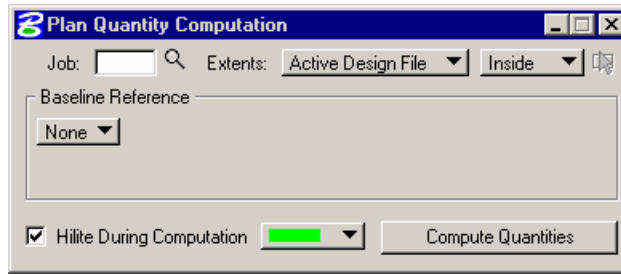 Plan Quantity Computation
Job: Extents: Active Design File Inside
Baseline Reference
None
Hilite During Computation Compute Quantities